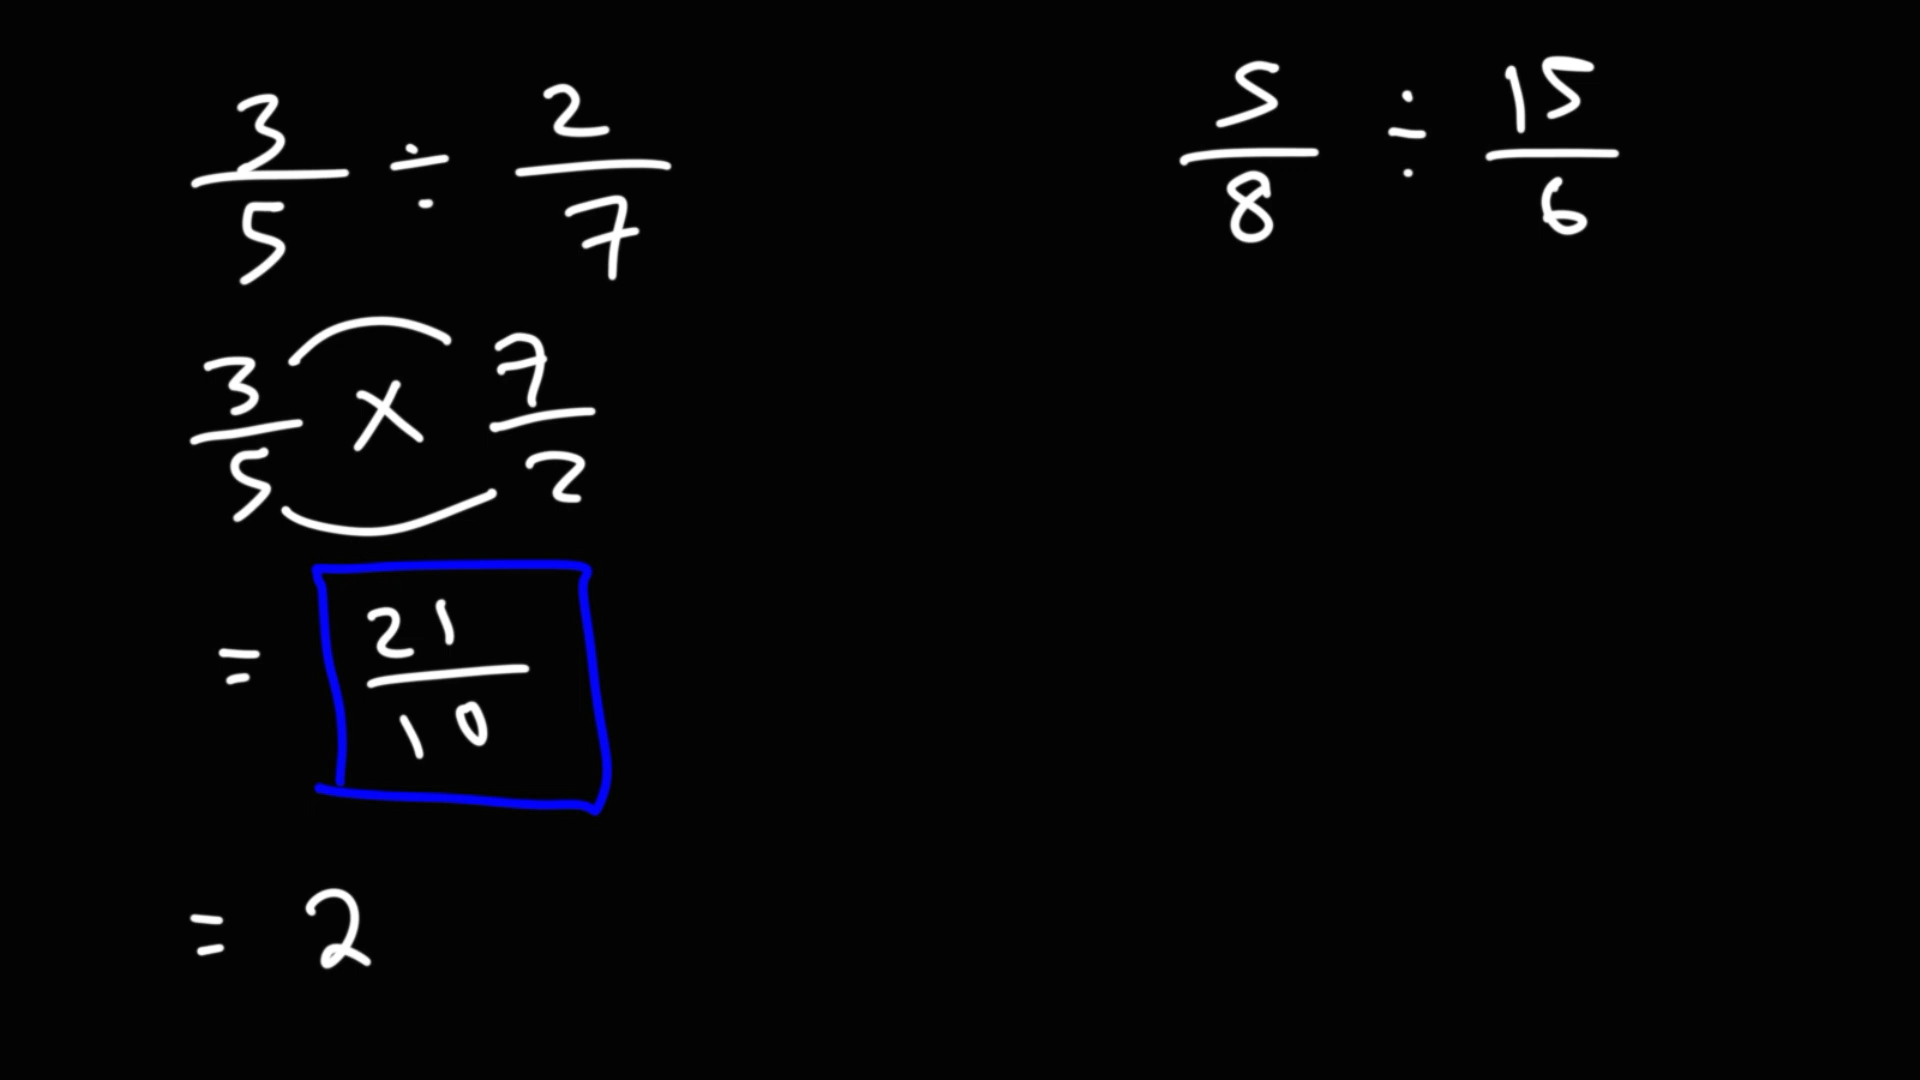 3/5 ÷ 2/7
3/5 × 7/2
= 21/10
= 2
5/8 ÷ 15/6